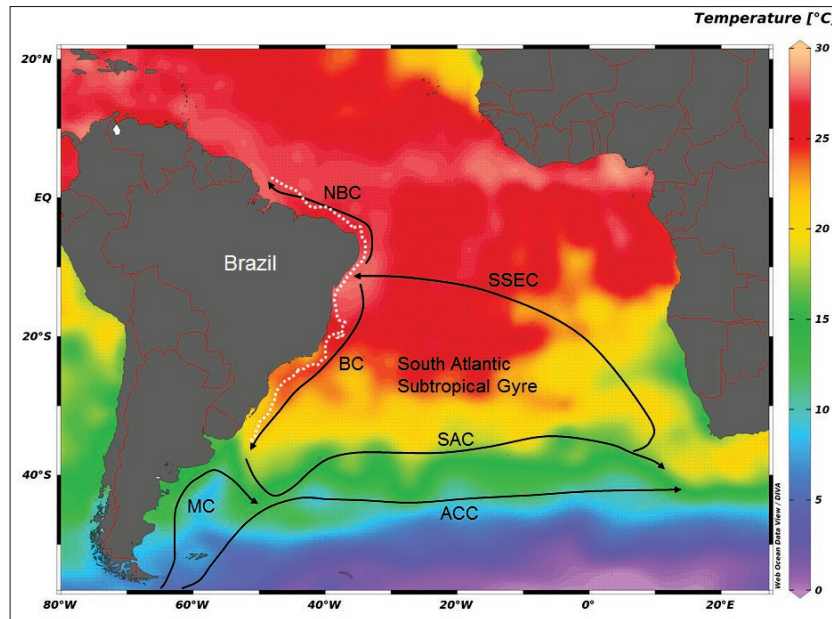 Temperature [°C]
20°N
EQ
20°S
40°S
80°W
60°W
40°W
20°W
0°
20°E
NBC
Brazil
SSEC
BC
South Atlantic
Subtropical Gyre
SAC
MC
ACC
30
25
20
15
10
5
0
Web Ocean Data View / DIVA